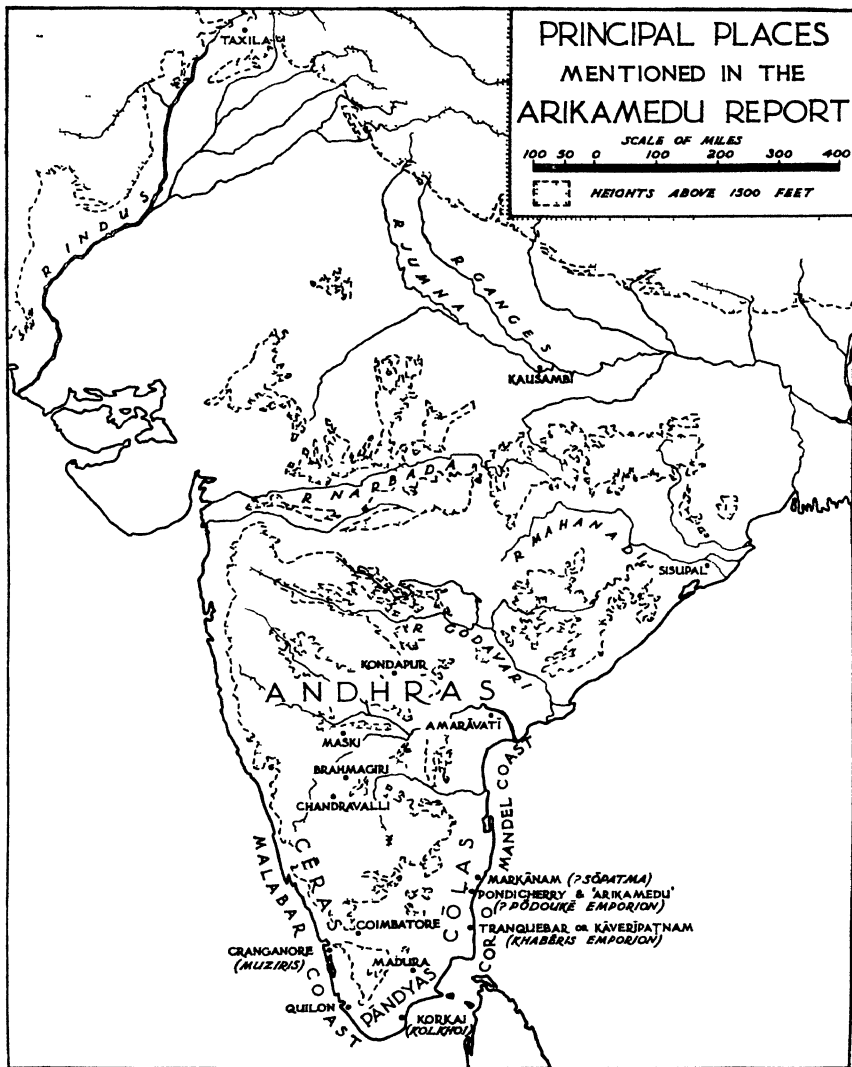 PRINCIPAL PLACES
MENTIONED IN THE
ARIKAMEDU REPORT
SCALE OF MILES
100 50 0 100 200 300 400
HEIGHTS ABOVE 1500 FEET
TAXILA
R INDUS
R JUMNA
R GANGES
KAUSAMBI
R NARBADA
R MAHANADI
SISUPAL
R GODAVARI
KONDAPUR
ANDHRAS
AMARĀVATĪ
MASKI
BRAHMAGIRI
CHANDRAVALLI
COROMANDEL COAST
MALABAR COAST
CĒRAS
COLAS
MARKĀNAM (? SŌPATMA)
PONDICHERRY & 'ARIKAMEDU'
(? PŌDOUKĒ EMPORION)
COIMBATORE
TRANQUEBAR OR KĀVERĪPATNAM
(KHABĒRIS EMPORION)
CRANGANORE
(MUZIRIS)
MADURA
PĀNDYAS
QUILON
KORKAI
(KOLKHOI)